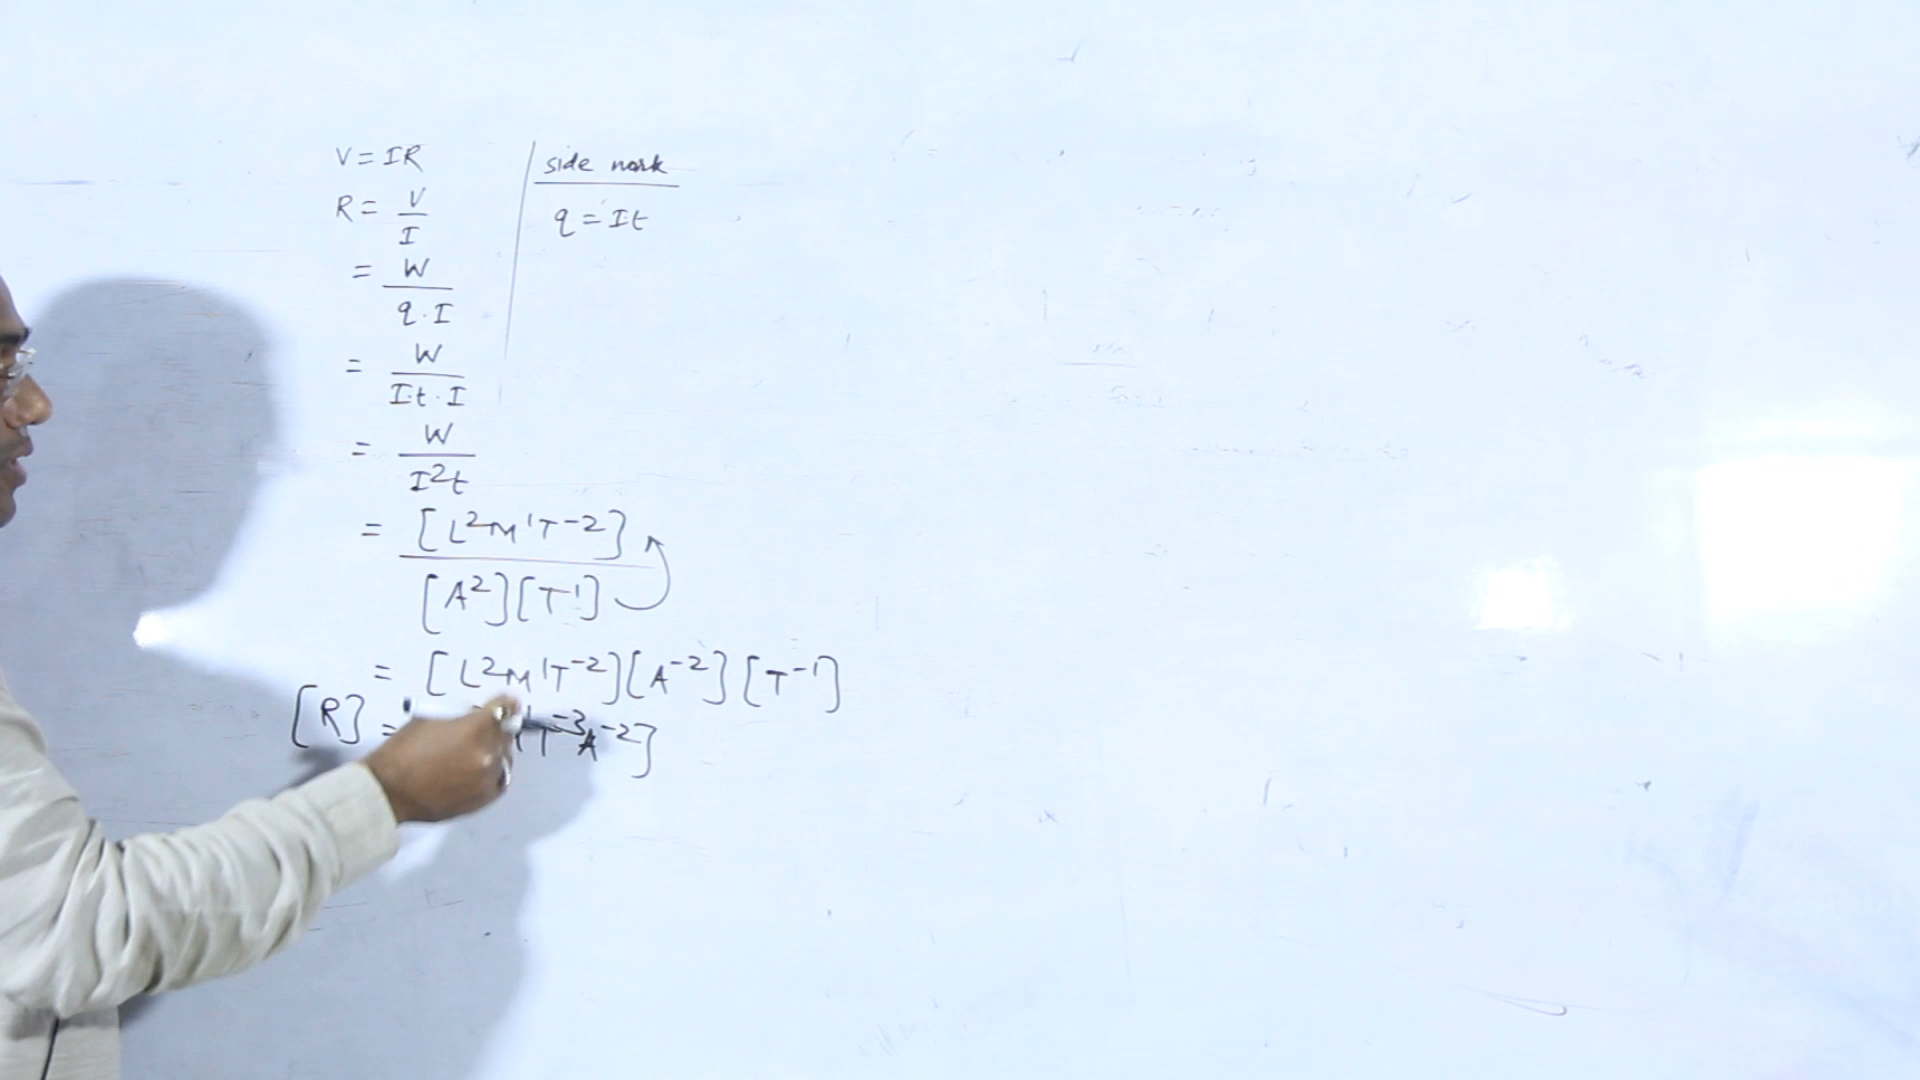 V = IR
R = V/I
= W/q·I
= W/It·I
= W/I²t
= [L²M¹T⁻²]/[A²][T¹]
= [L²M¹T⁻²][A⁻²][T⁻¹]
[R] = T⁻³A⁻²]
side work
q = It